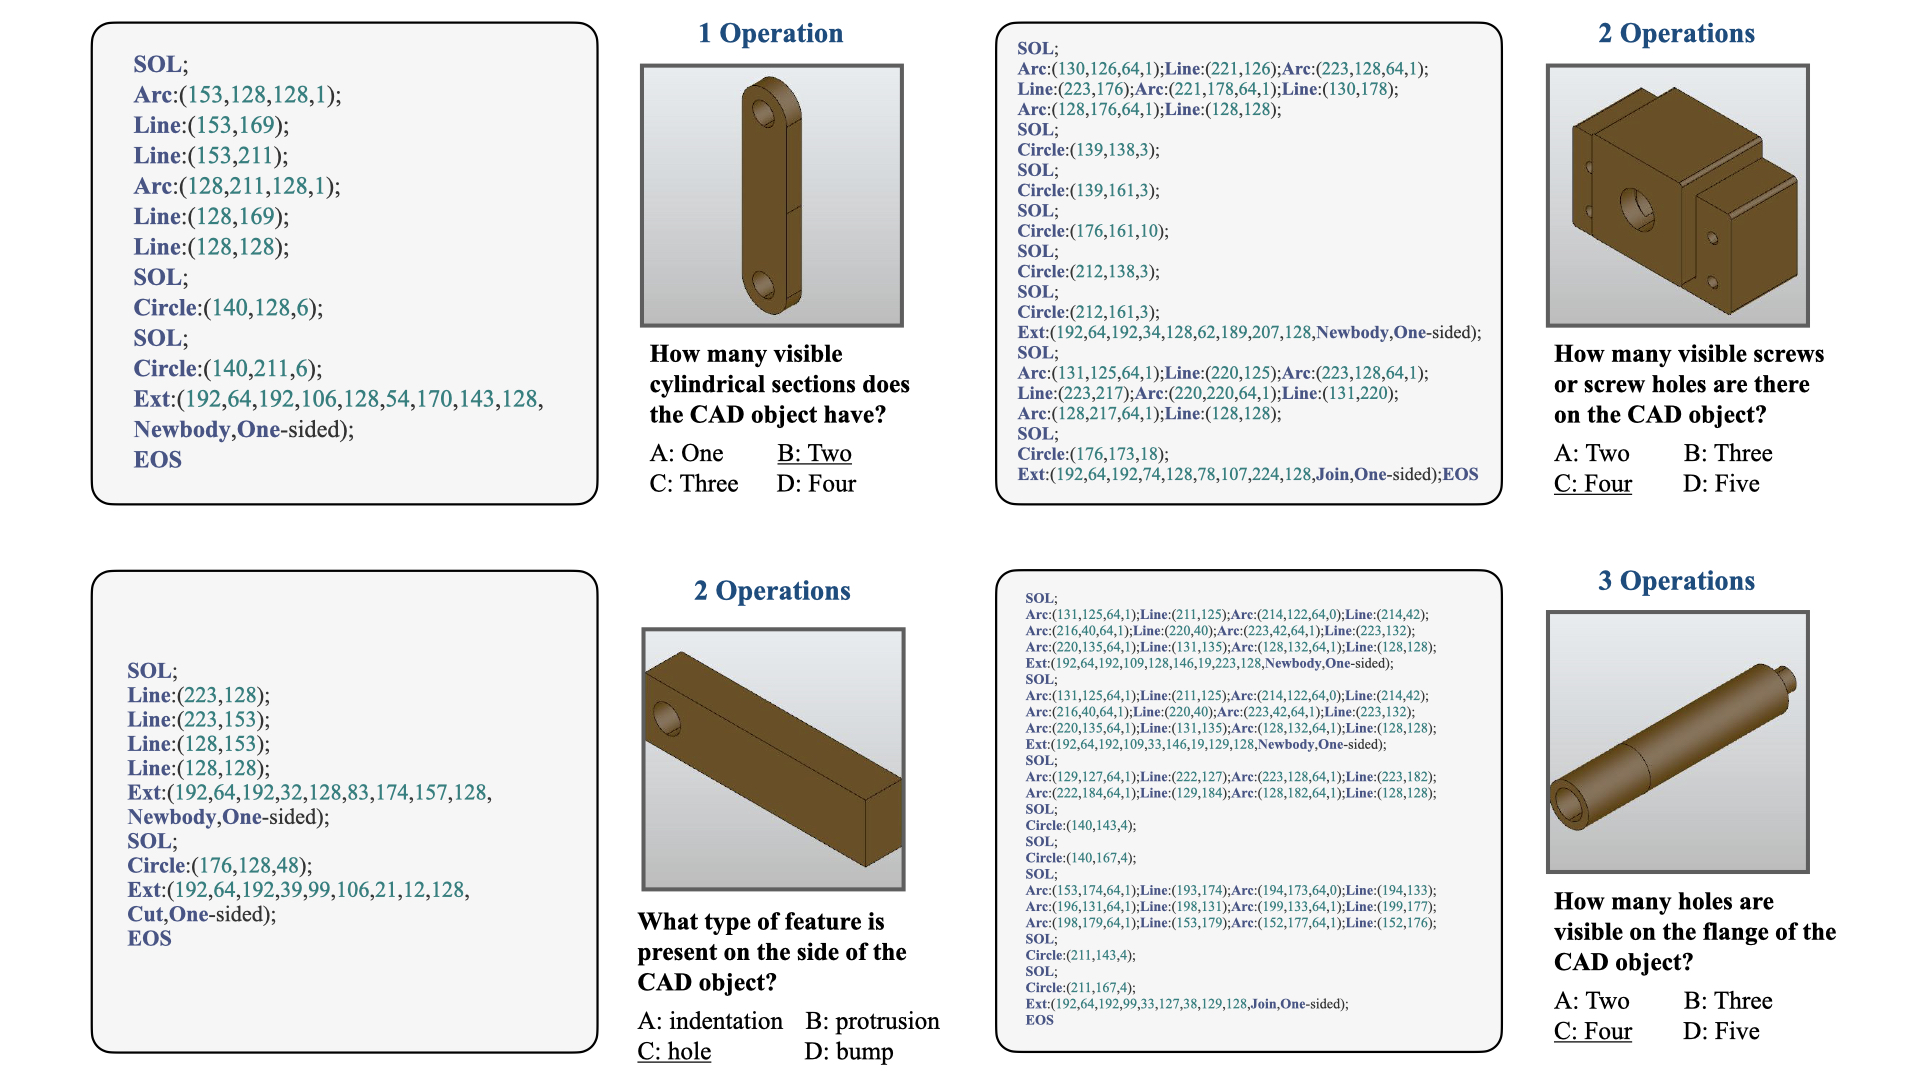 SOL;
Arc:(153,128,128,1);
Line:(153,169);
Line:(153,211);
Arc:(128,211,128,1);
Line:(128,169);
Line:(128,128);
SOL;
Circle:(140,128,6);
SOL;
Circle:(140,211,6);
Ext:(192,64,192,106,128,54,170,143,128,
Newbody,One-sided);
EOS
1 Operation
How many visible
cylindrical sections does
the CAD object have?
A: One B: Two
C: Three D: Four
SOL;
Arc:(130,126,64,1);Line:(221,126);Arc:(223,128,64,1);
Line:(223,176);Arc:(221,178,64,1);Line:(130,178);
Arc:(128,176,64,1);Line:(128,128);
SOL;
Circle:(139,138,3);
SOL;
Circle:(139,161,3);
SOL;
Circle:(176,161,10);
SOL;
Circle:(212,138,3);
SOL;
Circle:(212,161,3);
Ext:(192,64,192,34,128,62,189,207,128,Newbody,One-sided);
SOL;
Arc:(131,125,64,1);Line:(220,125);Arc:(223,128,64,1);
Line:(223,217);Arc:(220,220,64,1);Line:(131,220);
Arc:(128,217,64,1);Line:(128,128);
SOL;
Circle:(176,173,18);
Ext:(192,64,192,74,128,78,107,224,128,Join,One-sided);EOS
2 Operations
How many visible screws
or screw holes are there
on the CAD object?
A: Two B: Three
C: Four D: Five
SOL;
Line:(223,128);
Line:(223,153);
Line:(128,153);
Line:(128,128);
Ext:(192,64,192,32,128,83,174,157,128,
Newbody,One-sided);
SOL;
Circle:(176,128,48);
Ext:(192,64,192,39,99,106,21,12,128,
Cut,One-sided);
EOS
2 Operations
What type of feature is
present on the side of the
CAD object?
A: indentation B: protrusion
C: hole D: bump
SOL;
Arc:(131,125,64,1);Line:(211,125);Arc:(214,122,64,0);Line:(214,42);
Arc:(216,40,64,1);Line:(220,40);Arc:(223,42,64,1);Line:(223,132);
Arc:(220,135,64,1);Line:(131,135);Arc:(128,132,64,1);Line:(128,128);
Ext:(192,64,192,109,128,146,19,223,128,Newbody,One-sided);
SOL;
Arc:(131,125,64,1);Line:(211,125);Arc:(214,122,64,0);Line:(214,42);
Arc:(216,40,64,1);Line:(220,40);Arc:(223,42,64,1);Line:(223,132);
Arc:(220,135,64,1);Line:(131,135);Arc:(128,132,64,1);Line:(128,128);
Ext:(192,64,192,109,33,146,19,129,128,Newbody,One-sided);
SOL;
Arc:(129,127,64,1);Line:(222,127);Arc:(223,128,64,1);Line:(223,182);
Arc:(222,184,64,1);Line:(129,184);Arc:(128,182,64,1);Line:(128,128);
SOL;
Circle:(140,143,4);
SOL;
Circle:(140,167,4);
SOL;
Arc:(153,174,64,1);Line:(193,174);Arc:(194,173,64,0);Line:(194,133);
Arc:(196,131,64,1);Line:(198,131);Arc:(199,133,64,1);Line:(199,177);
Arc:(198,179,64,1);Line:(153,179);Arc:(152,177,64,1);Line:(152,176);
SOL;
Circle:(211,143,4);
SOL;
Circle:(211,167,4);
Ext:(192,64,192,99,33,127,38,129,128,Join,One-sided);
EOS
3 Operations
How many holes are
visible on the flange of the
CAD object?
A: Two B: Three
C: Four D: Five